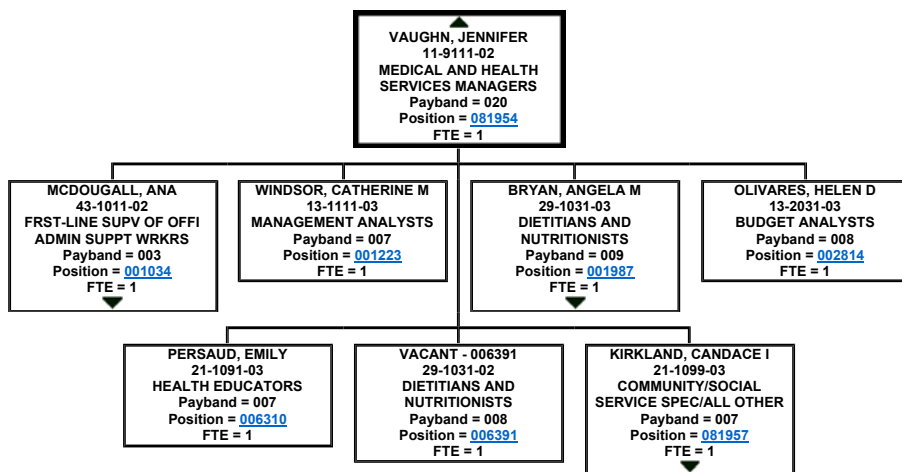 VAUGHN, JENNIFER
11-9111-02
MEDICAL AND HEALTH
SERVICES MANAGERS
Payband = 020
Position = 081954
FTE = 1
MCDOUGALL, ANA
43-1011-02
FRST-LINE SUPV OF OFFI
ADMIN SUPPT WRKRS
Payband = 003
Position = 001034
FTE = 1
WINDSOR, CATHERINE M
13-1111-03
MANAGEMENT ANALYSTS
Payband = 007
Position = 001223
FTE = 1
BRYAN, ANGELA M
29-1031-03
DIETITIANS AND
NUTRITIONISTS
Payband = 009
Position = 001987
FTE = 1
OLIVARES, HELEN D
13-2031-03
BUDGET ANALYSTS
Payband = 008
Position = 002814
FTE = 1
PERSAUD, EMILY
21-1091-03
HEALTH EDUCATORS
Payband = 007
Position = 006310
FTE = 1
VACANT - 006391
29-1031-02
DIETITIANS AND
NUTRITIONISTS
Payband = 008
Position = 006391
FTE = 1
KIRKLAND, CANDACE I
21-1099-03
COMMUNITY/SOCIAL
SERVICE SPEC/ALL OTHER
Payband = 007
Position = 081957
FTE = 1